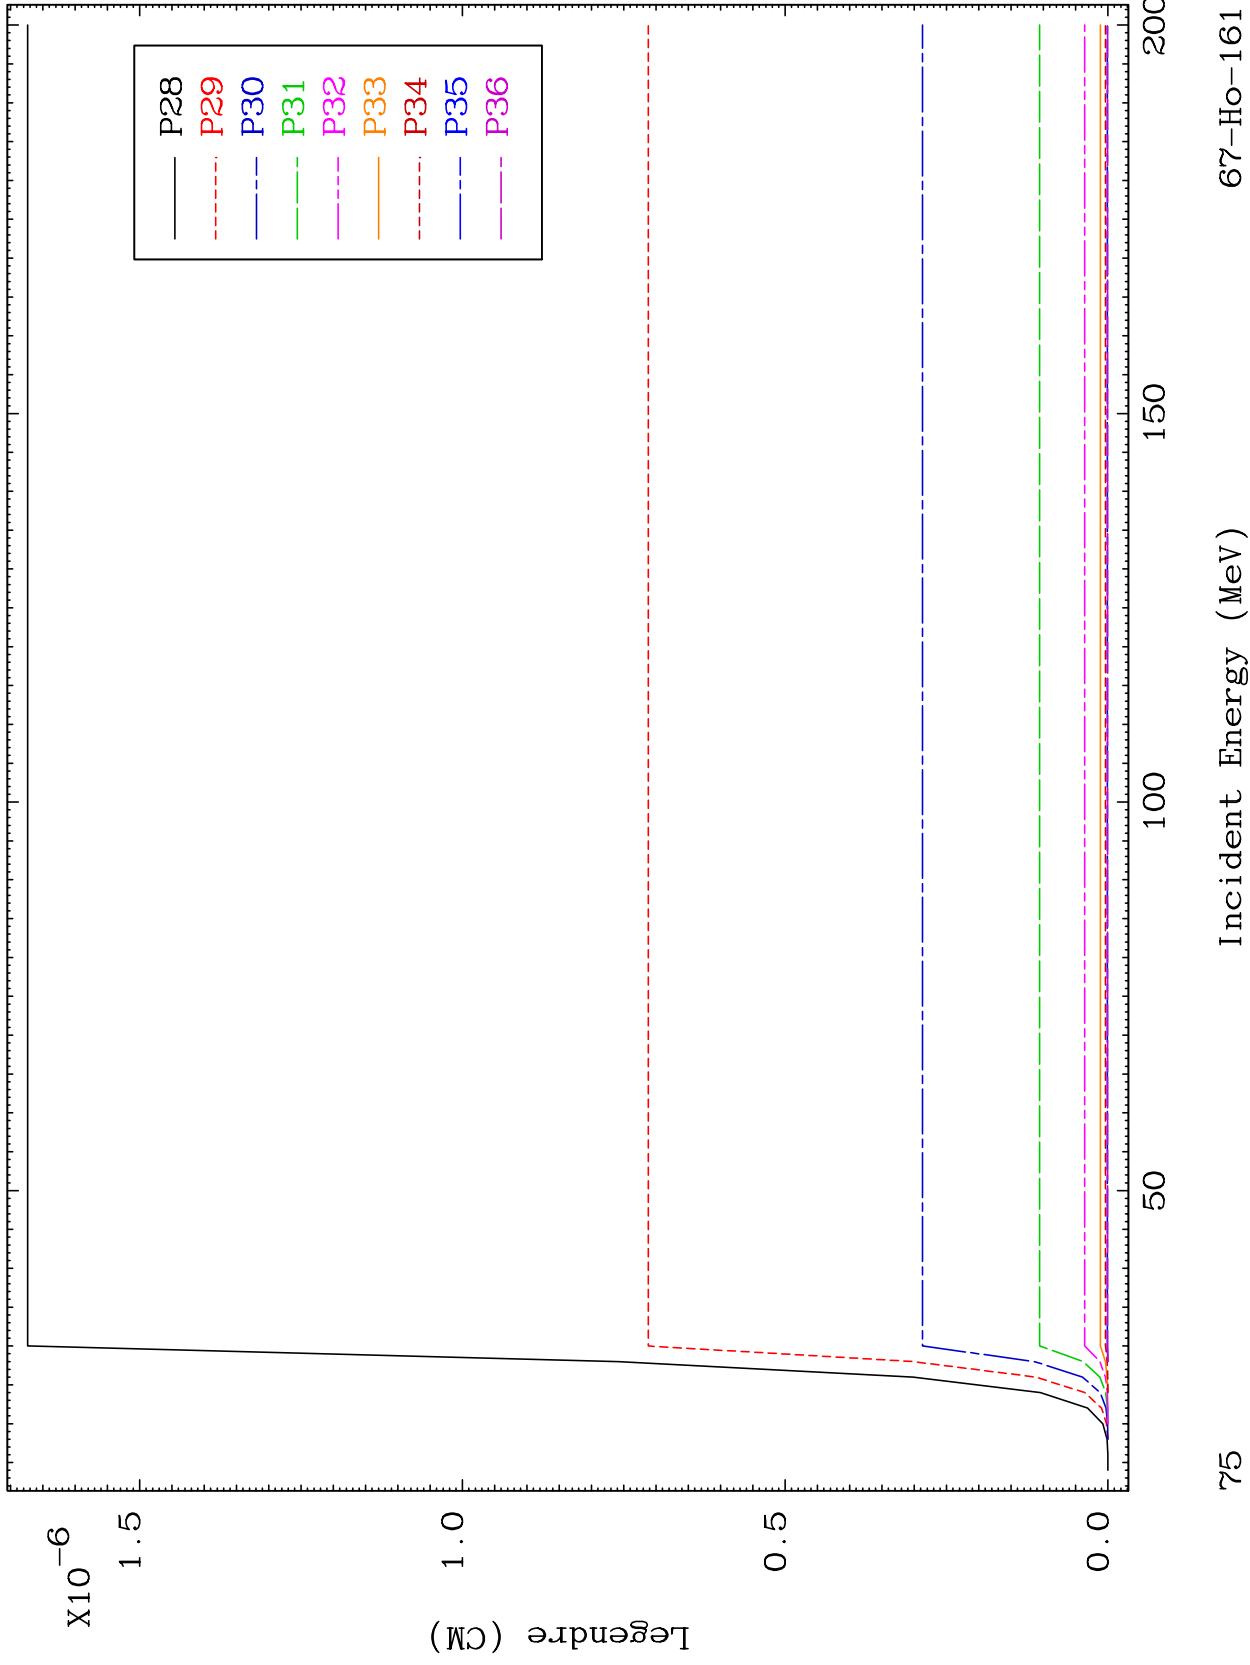 X10-6
1.5
1.0
0.5
0.0
Legendre (CM)
P28
P29
P30
P31
P32
P33
P34
P35
P36
50
100
150
200
75
Incident Energy (MeV)
67-Ho-161